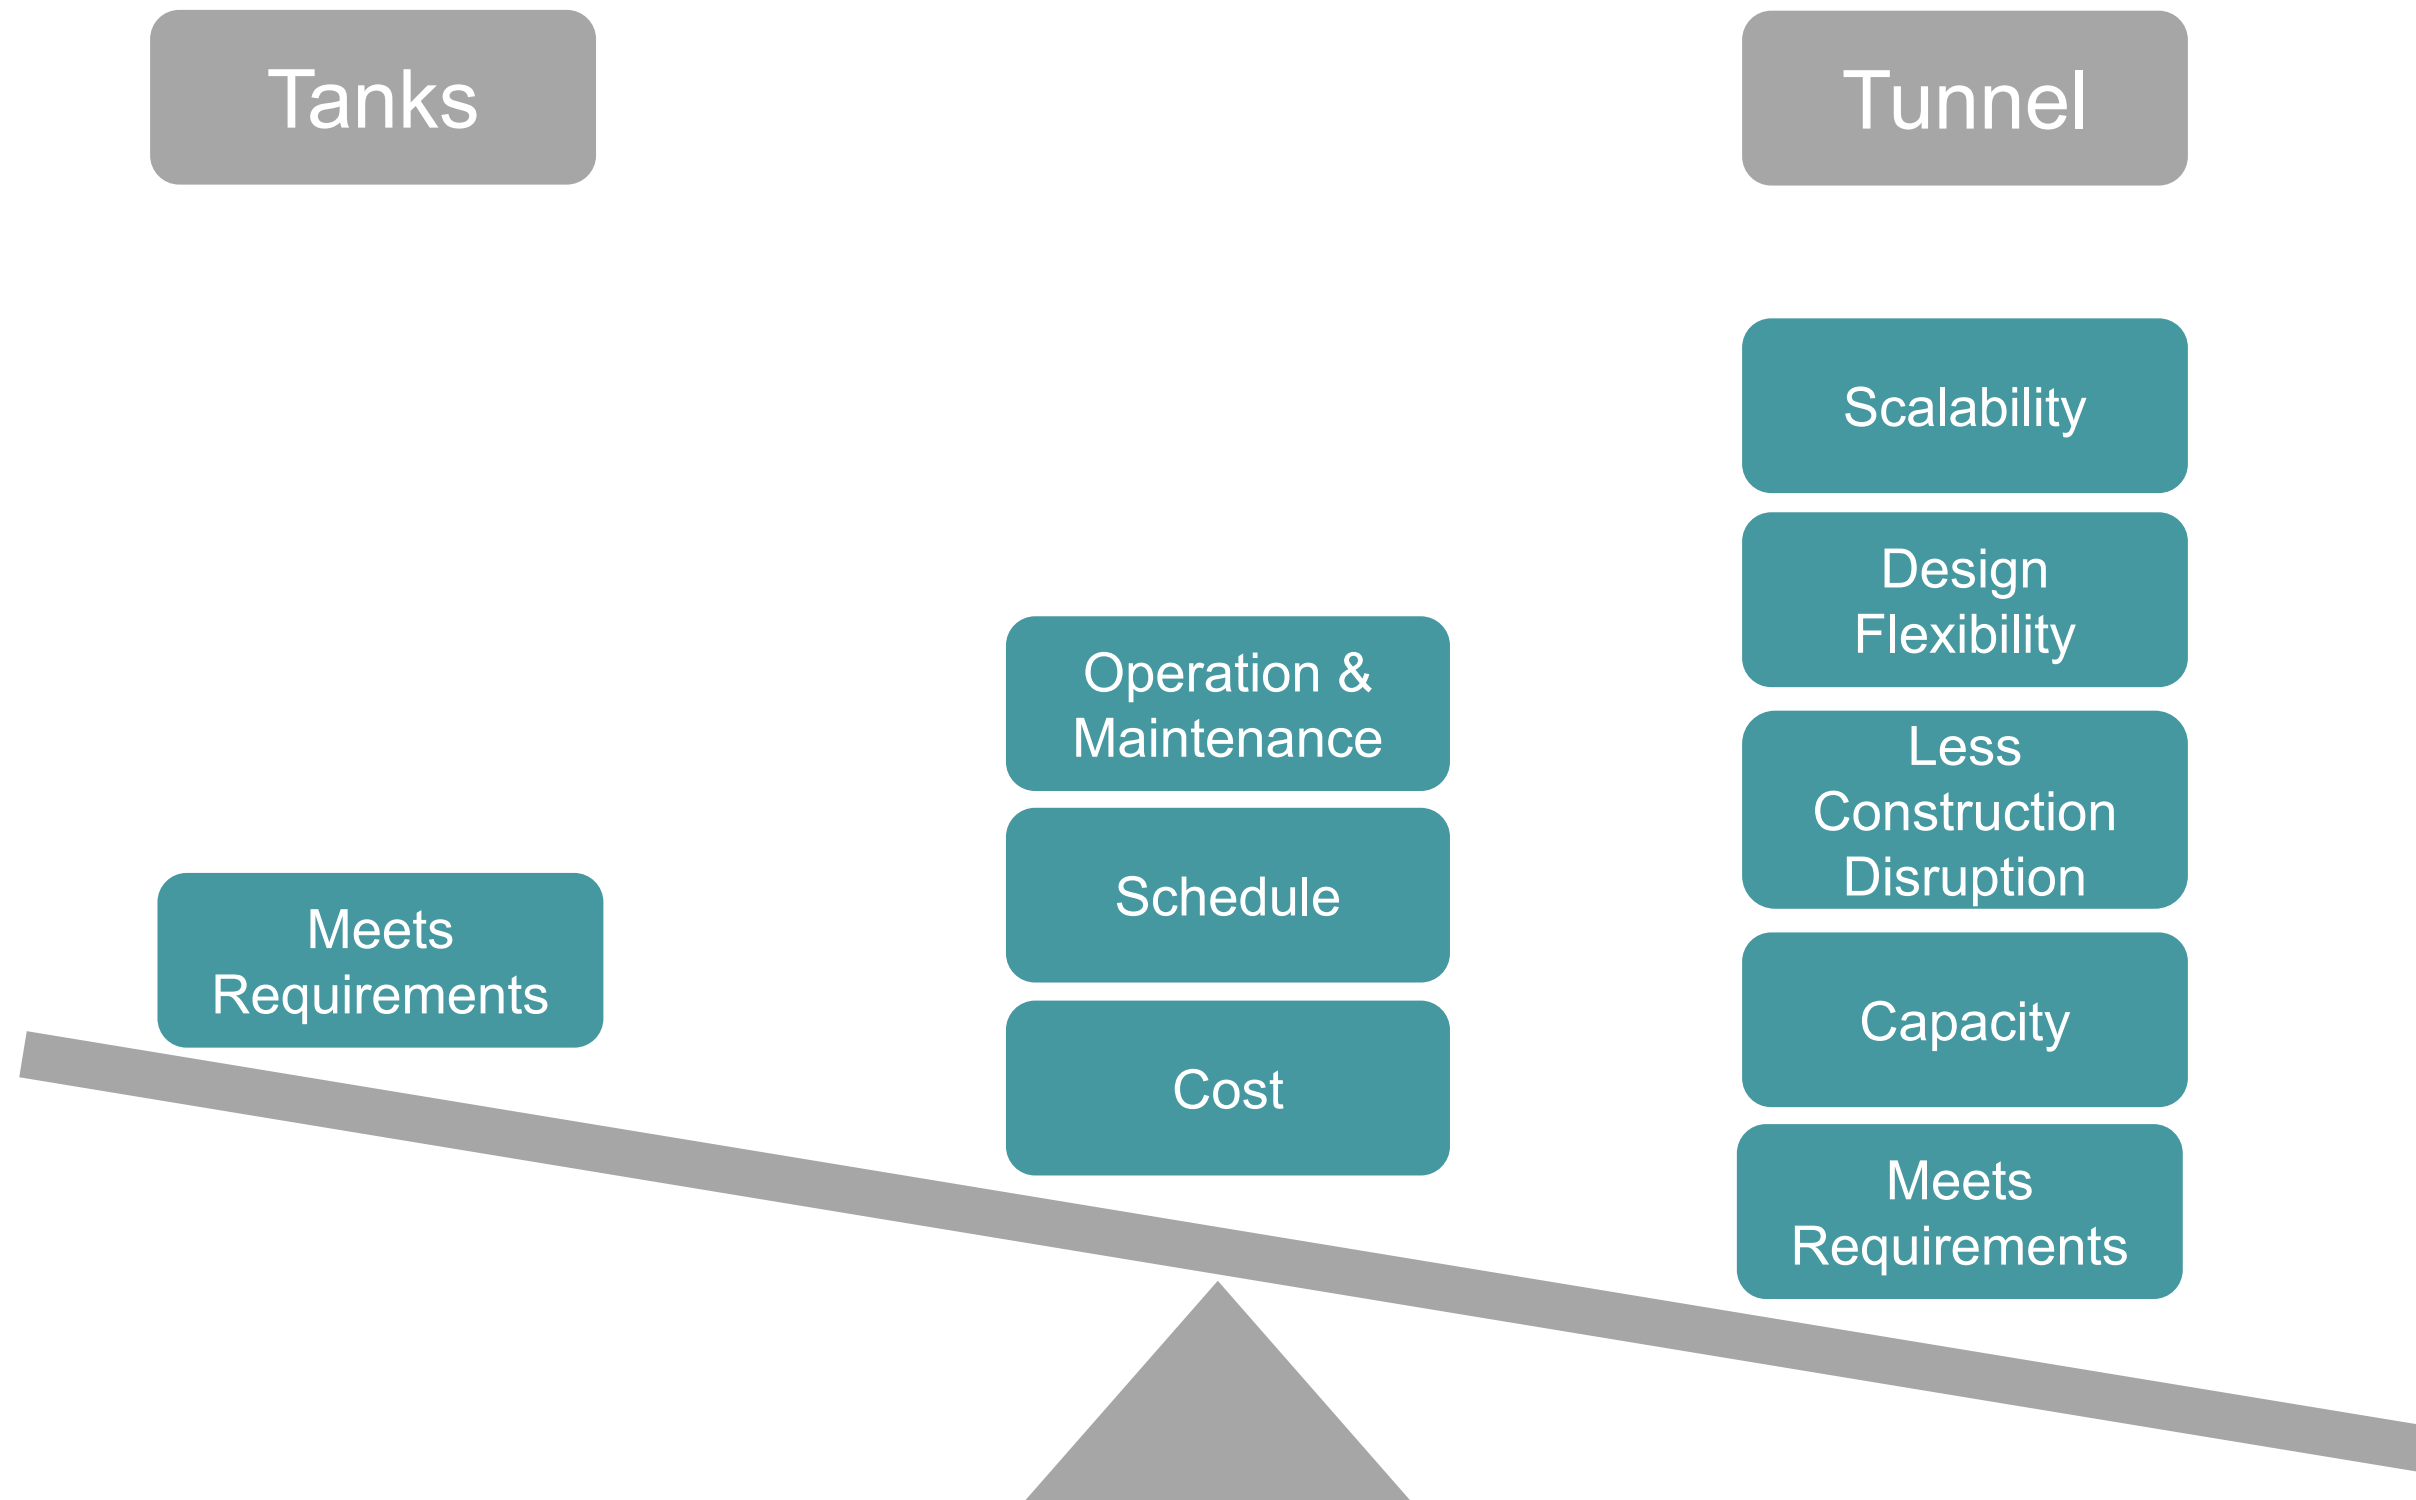 Tanks
Tunnel
Scalability
Design
Flexibility
Operation &
Maintenance
Less
Construction
Disruption
Schedule
Meets
Requirements
Capacity
Cost
Meets
Requirements